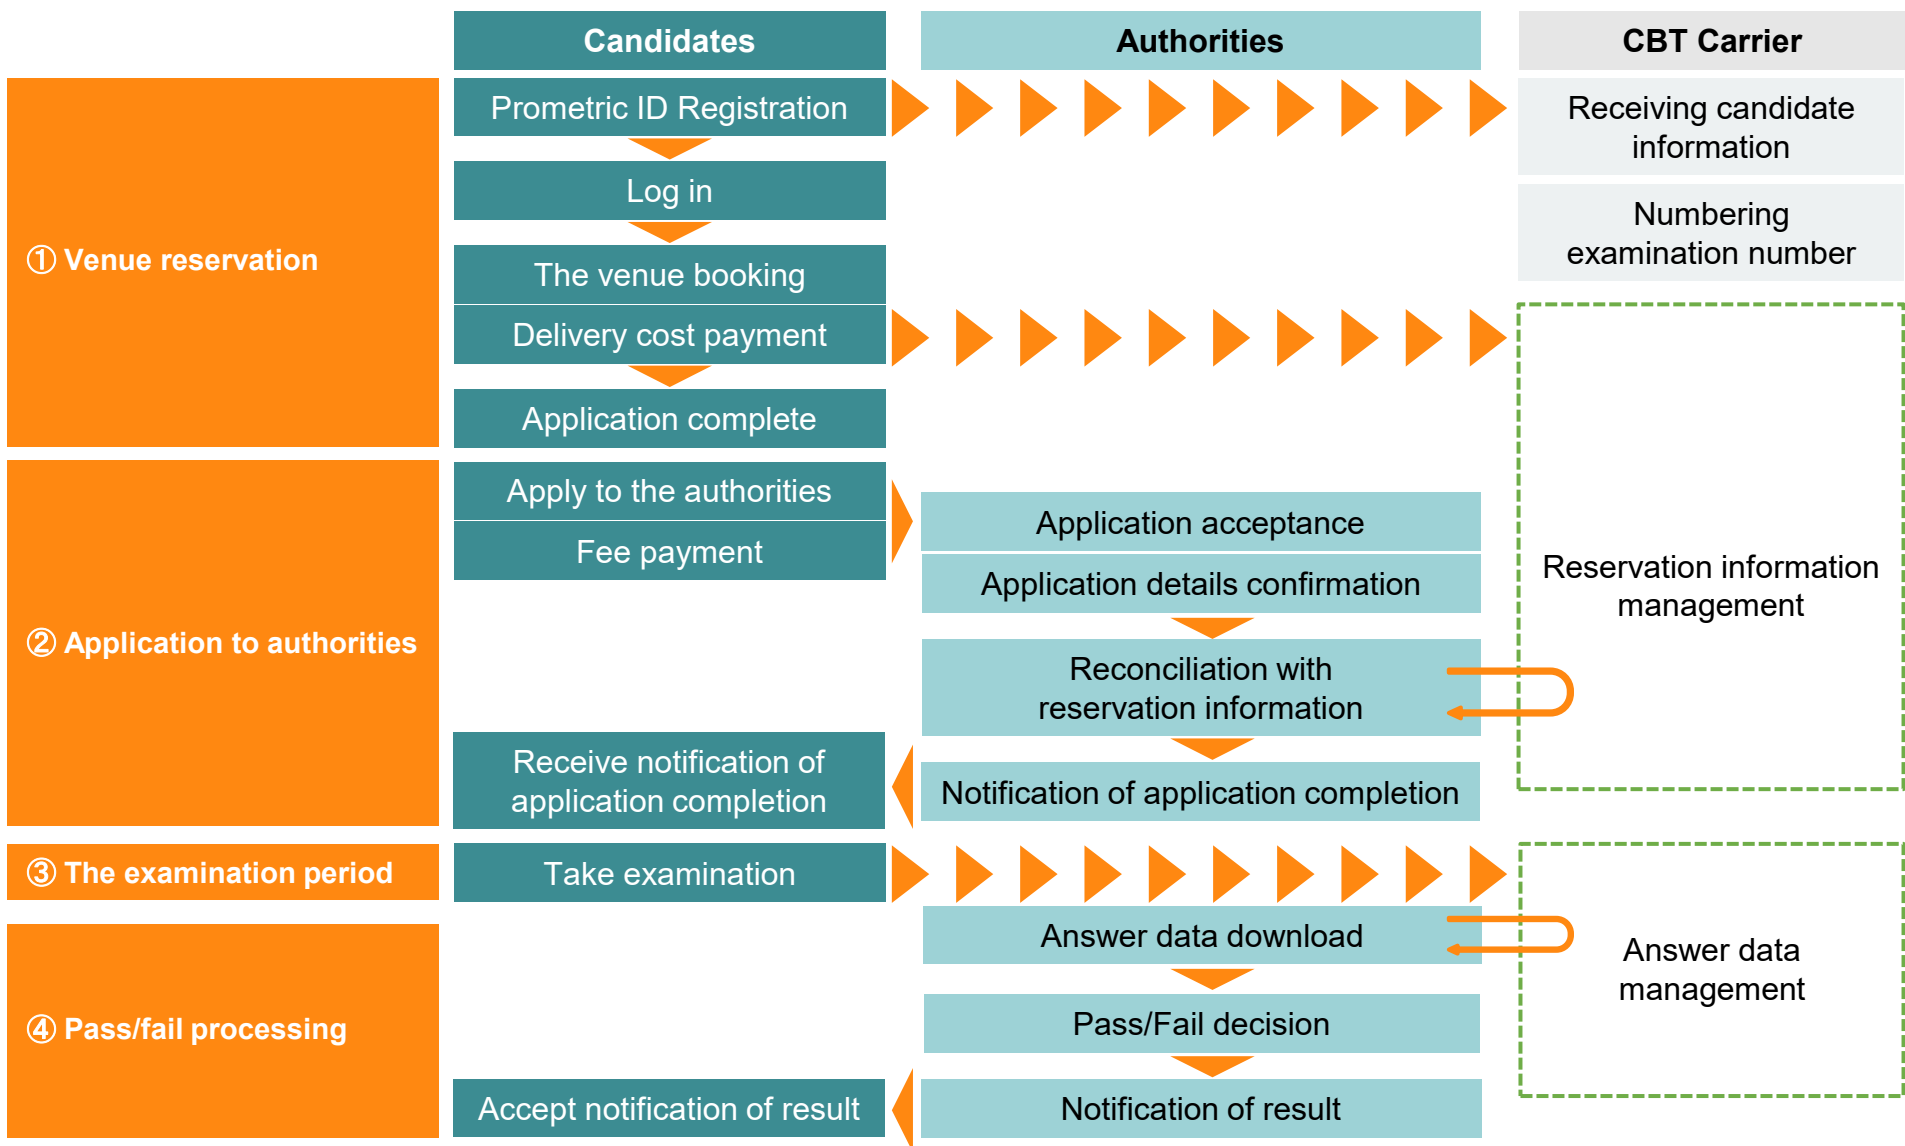 Candidates
Authorities
CBT Carrier
① Venue reservation
Prometric ID Registration
Receiving candidate
information
Log in
Numbering
examination number
The venue booking
Delivery cost payment
Application complete
② Application to authorities
Apply to the authorities
Fee payment
Application acceptance
Application details confirmation
Reservation information
management
Reconciliation with
reservation information
Receive notification of
application completion
Notification of application completion
③ The examination period
Take examination
Answer data
management
④ Pass/fail processing
Answer data download
Pass/Fail decision
Accept notification of result
Notification of result